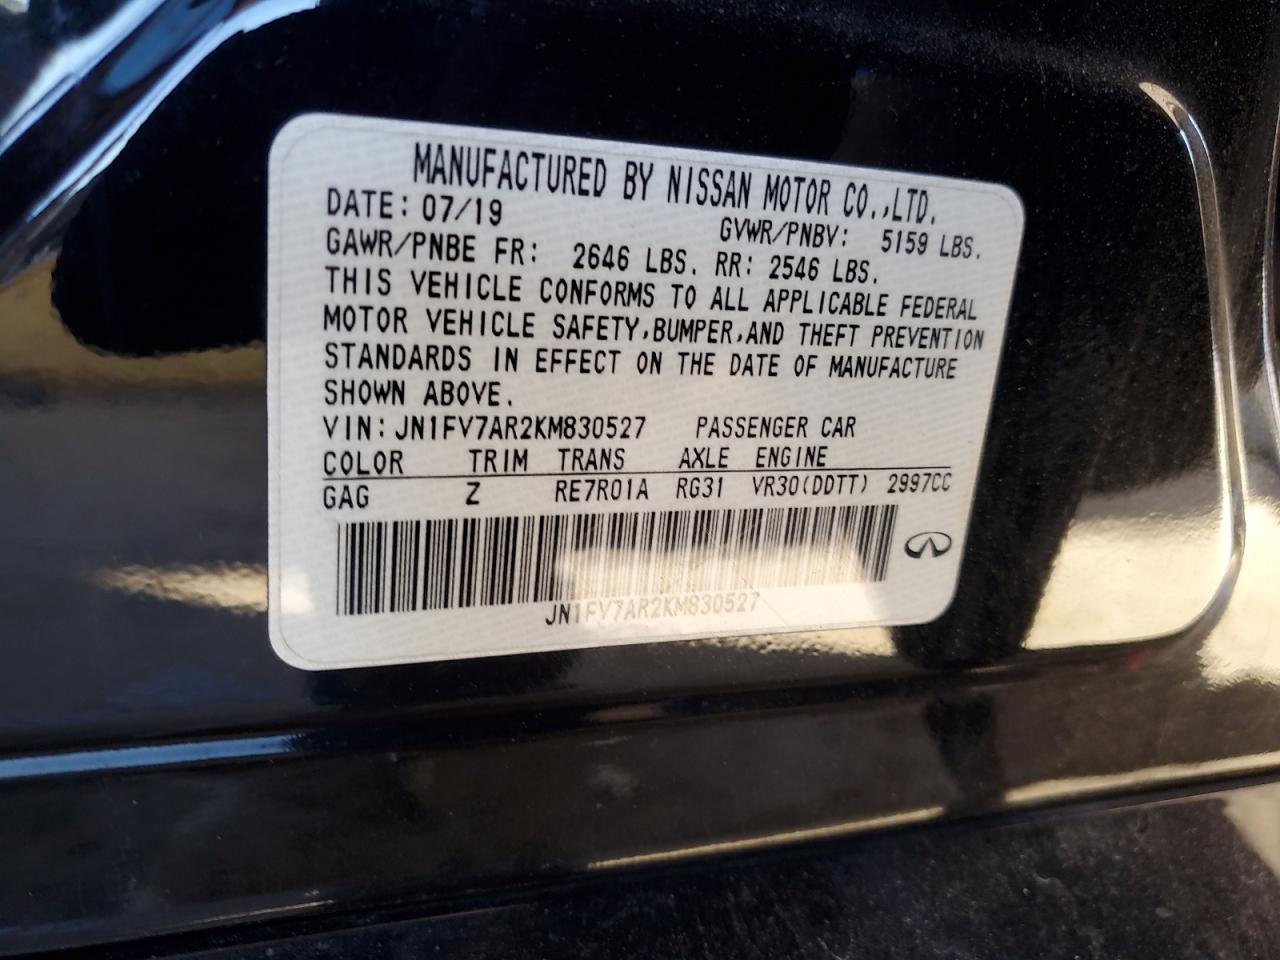 MANUFACTURED BY NISSAN MOTOR CO.,LTD.
DATE: 07/19 GVWR/PNBV: 5159 LBS.
GAWR/PNBE FR: 2646 LBS. RR: 2546 LBS.
THIS VEHICLE CONFORMS TO ALL APPLICABLE FEDERAL
MOTOR VEHICLE SAFETY,BUMPER,AND THEFT PREVENTION
STANDARDS IN EFFECT ON THE DATE OF MANUFACTURE
SHOWN ABOVE.
VIN: JN1FV7AR2KM830527 PASSENGER CAR
COLOR TRIM TRANS AXLE ENGINE
GAG Z RE7R01A RG31 VR30(DDTT) 2997CC
JN1FV7AR2KM830527